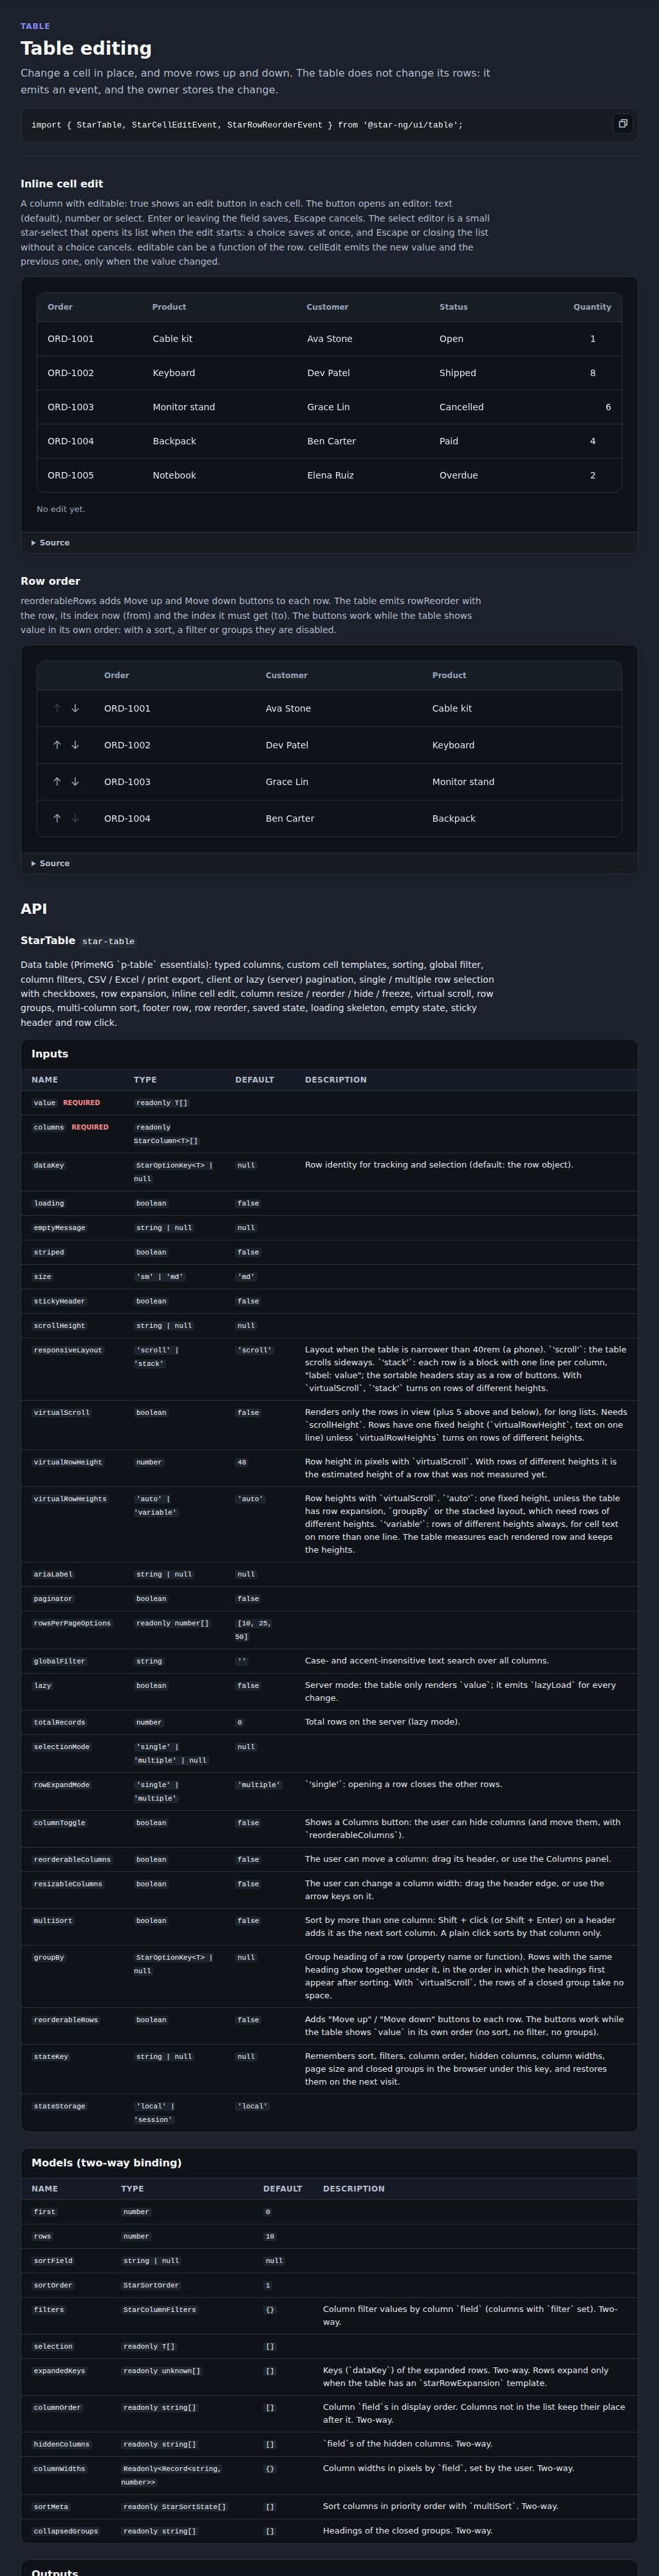 TABLE
Table editing
Change a cell in place, and move rows up and down. The table does not change its rows: it
emits an event, and the owner stores the change.
import { StarTable, StarCellEditEvent, StarRowReorderEvent } from '@star-ng/ui/table';
Inline cell edit
A column with editable: true shows an edit button in each cell. The button opens an editor: text
(default), number or select. Enter or leaving the field saves, Escape cancels. The select editor is a small
star-select that opens its list when the edit starts: a choice saves at once, and Escape or closing the list
without a choice cancels. editable can be a function of the row. cellEdit emits the new value and the
previous one, only when the value changed.
Order Product Customer Status Quantity
ORD-1001 Cable kit Ava Stone Open 1
ORD-1002 Keyboard Dev Patel Shipped 8
ORD-1003 Monitor stand Grace Lin Cancelled 6
ORD-1004 Backpack Ben Carter Paid 4
ORD-1005 Notebook Elena Ruiz Overdue 2
No edit yet.
Source
Row order
reorderableRows adds Move up and Move down buttons to each row. The table emits rowReorder with
the row, its index now (from) and the index it must get (to). The buttons work while the table shows
value in its own order: with a sort, a filter or groups they are disabled.
Order Customer Product
ORD-1001 Ava Stone Cable kit
ORD-1002 Dev Patel Keyboard
ORD-1003 Grace Lin Monitor stand
ORD-1004 Ben Carter Backpack
Source
API
StarTable star-table
Data table (PrimeNG `p-table` essentials): typed columns, custom cell templates, sorting, global filter,
column filters, CSV / Excel / print export, client or lazy (server) pagination, single / multiple row selection
with checkboxes, row expansion, inline cell edit, column resize / reorder / hide / freeze, virtual scroll, row
groups, multi-column sort, footer row, row reorder, saved state, loading skeleton, empty state, sticky
header and row click.
Inputs
NAME TYPE DEFAULT DESCRIPTION
value REQUIRED readonly T[]
columns REQUIRED readonly
StarColumn<T>[]
dataKey StarOptionKey<T> | null Row identity for tracking and selection (default: the row object).
null
loading boolean false
emptyMessage string | null null
striped boolean false
size 'sm' | 'md' 'md'
stickyHeader boolean false
scrollHeight string | null null
responsiveLayout 'scroll' | 'scroll' Layout when the table is narrower than 40rem (a phone). `'scroll'`: the table
'stack' scrolls sideways. `'stack'`: each row is a block with one line per column,
"label: value"; the sortable headers stay as a row of buttons. With
`virtualScroll`, `'stack'` turns on rows of different heights.
virtualScroll boolean false Renders only the rows in view (plus 5 above and below), for long lists. Needs
`scrollHeight`. Rows have one fixed height (`virtualRowHeight`, text on one
line) unless `virtualRowHeights` turns on rows of different heights.
virtualRowHeight number 48 Row height in pixels with `virtualScroll`. With rows of different heights it is
the estimated height of a row that was not measured yet.
virtualRowHeights 'auto' | 'auto' Row heights with `virtualScroll`. `'auto'`: one fixed height, unless the table
'variable' has row expansion, `groupBy` or the stacked layout, which need rows of
different heights. `'variable'`: rows of different heights always, for cell text
on more than one line. The table measures each rendered row and keeps
the heights.
ariaLabel string | null null
paginator boolean false
rowsPerPageOptions readonly number[] [10, 25,
50]
globalFilter string '' Case- and accent-insensitive text search over all columns.
lazy boolean false Server mode: the table only renders `value`; it emits `lazyLoad` for every
change.
totalRecords number 0 Total rows on the server (lazy mode).
selectionMode 'single' | null
'multiple' | null
rowExpandMode 'single' | 'multiple' `'single'`: opening a row closes the other rows.
'multiple'
columnToggle boolean false Shows a Columns button: the user can hide columns (and move them, with
`reorderableColumns`).
reorderableColumns boolean false The user can move a column: drag its header, or use the Columns panel.
resizableColumns boolean false The user can change a column width: drag the header edge, or use the
arrow keys on it.
multiSort boolean false Sort by more than one column: Shift + click (or Shift + Enter) on a header
adds it as the next sort column. A plain click sorts by that column only.
groupBy StarOptionKey<T> | null Group heading of a row (property name or function). Rows with the same
null heading show together under it, in the order in which the headings first
appear after sorting. With `virtualScroll`, the rows of a closed group take no
space.
reorderableRows boolean false Adds "Move up" / "Move down" buttons to each row. The buttons work while
the table shows `value` in its own order (no sort, no filter, no groups).
stateKey string | null null Remembers sort, filters, column order, hidden columns, column widths,
page size and closed groups in the browser under this key, and restores
them on the next visit.
stateStorage 'local' | 'local'
'session'
Models (two-way binding)
NAME TYPE DEFAULT DESCRIPTION
first number 0
rows number 10
sortField string | null null
sortOrder StarSortOrder 1
filters StarColumnFilters {} Column filter values by column `field` (columns with `filter` set). Two-
way.
selection readonly T[] []
expandedKeys readonly unknown[] [] Keys (`dataKey`) of the expanded rows. Two-way. Rows expand only
when the table has an `starRowExpansion` template.
columnOrder readonly string[] [] Column `field`s in display order. Columns not in the list keep their place
after it. Two-way.
hiddenColumns readonly string[] [] `field`s of the hidden columns. Two-way.
columnWidths Readonly<Record<string, {} Column widths in pixels by `field`, set by the user. Two-way.
number>>
sortMeta readonly StarSortState[] [] Sort columns in priority order with `multiSort`. Two-way.
collapsedGroups readonly string[] [] Headings of the closed groups. Two-way.
Outputs